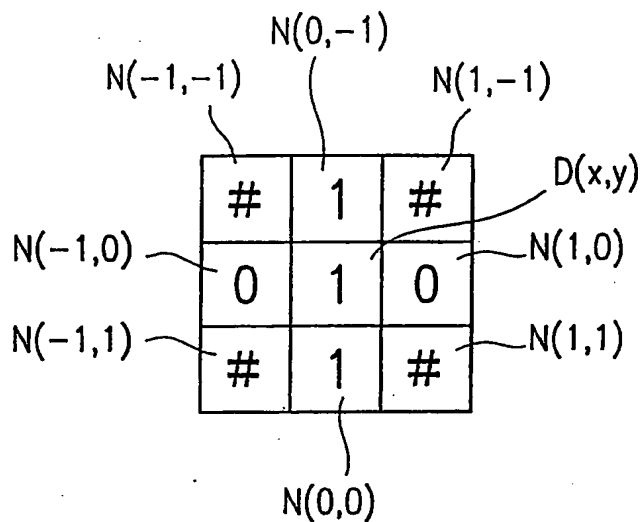 N(0,-1)
N(-1,-1) N(1,-1)
# 1 # D(x,y)
N(-1,0) 0 1 0 N(1,0)
N(-1,1) # 1 # N(1,1)
N(0,0)